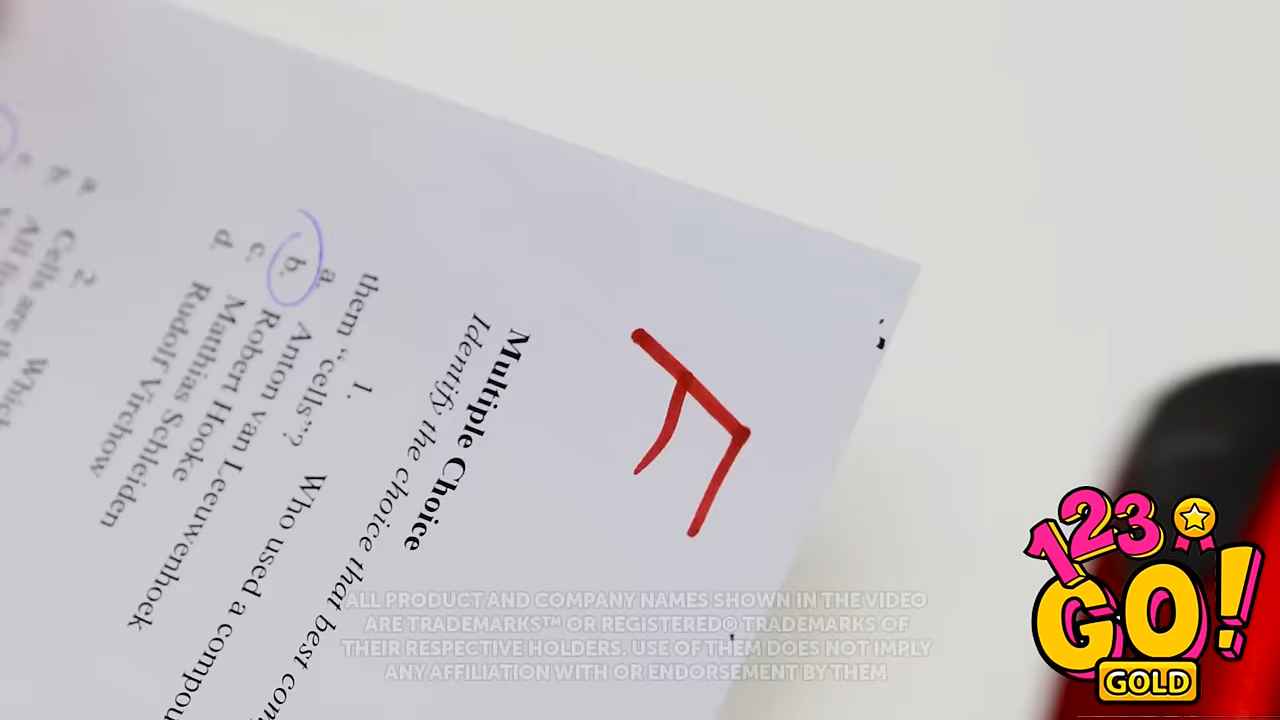 F
Multiple Choice
Identify the choice that best com
1. Who used a compou
them “cells”?
a. Anton van Leeuwenhoek
b. Robert Hooke
c. Matthias Schleiden
d. Rudolf Virchow
2. Which
a. Cells are th
b. All li
c.
ALL PRODUCT AND COMPANY NAMES SHOWN IN THE VIDEO
ARE TRADEMARKS™ OR REGISTERED® TRADEMARKS OF
THEIR RESPECTIVE HOLDERS. USE OF THEM DOES NOT IMPLY
ANY AFFILIATION WITH OR ENDORSEMENT BY THEM
123
GO!
GOLD